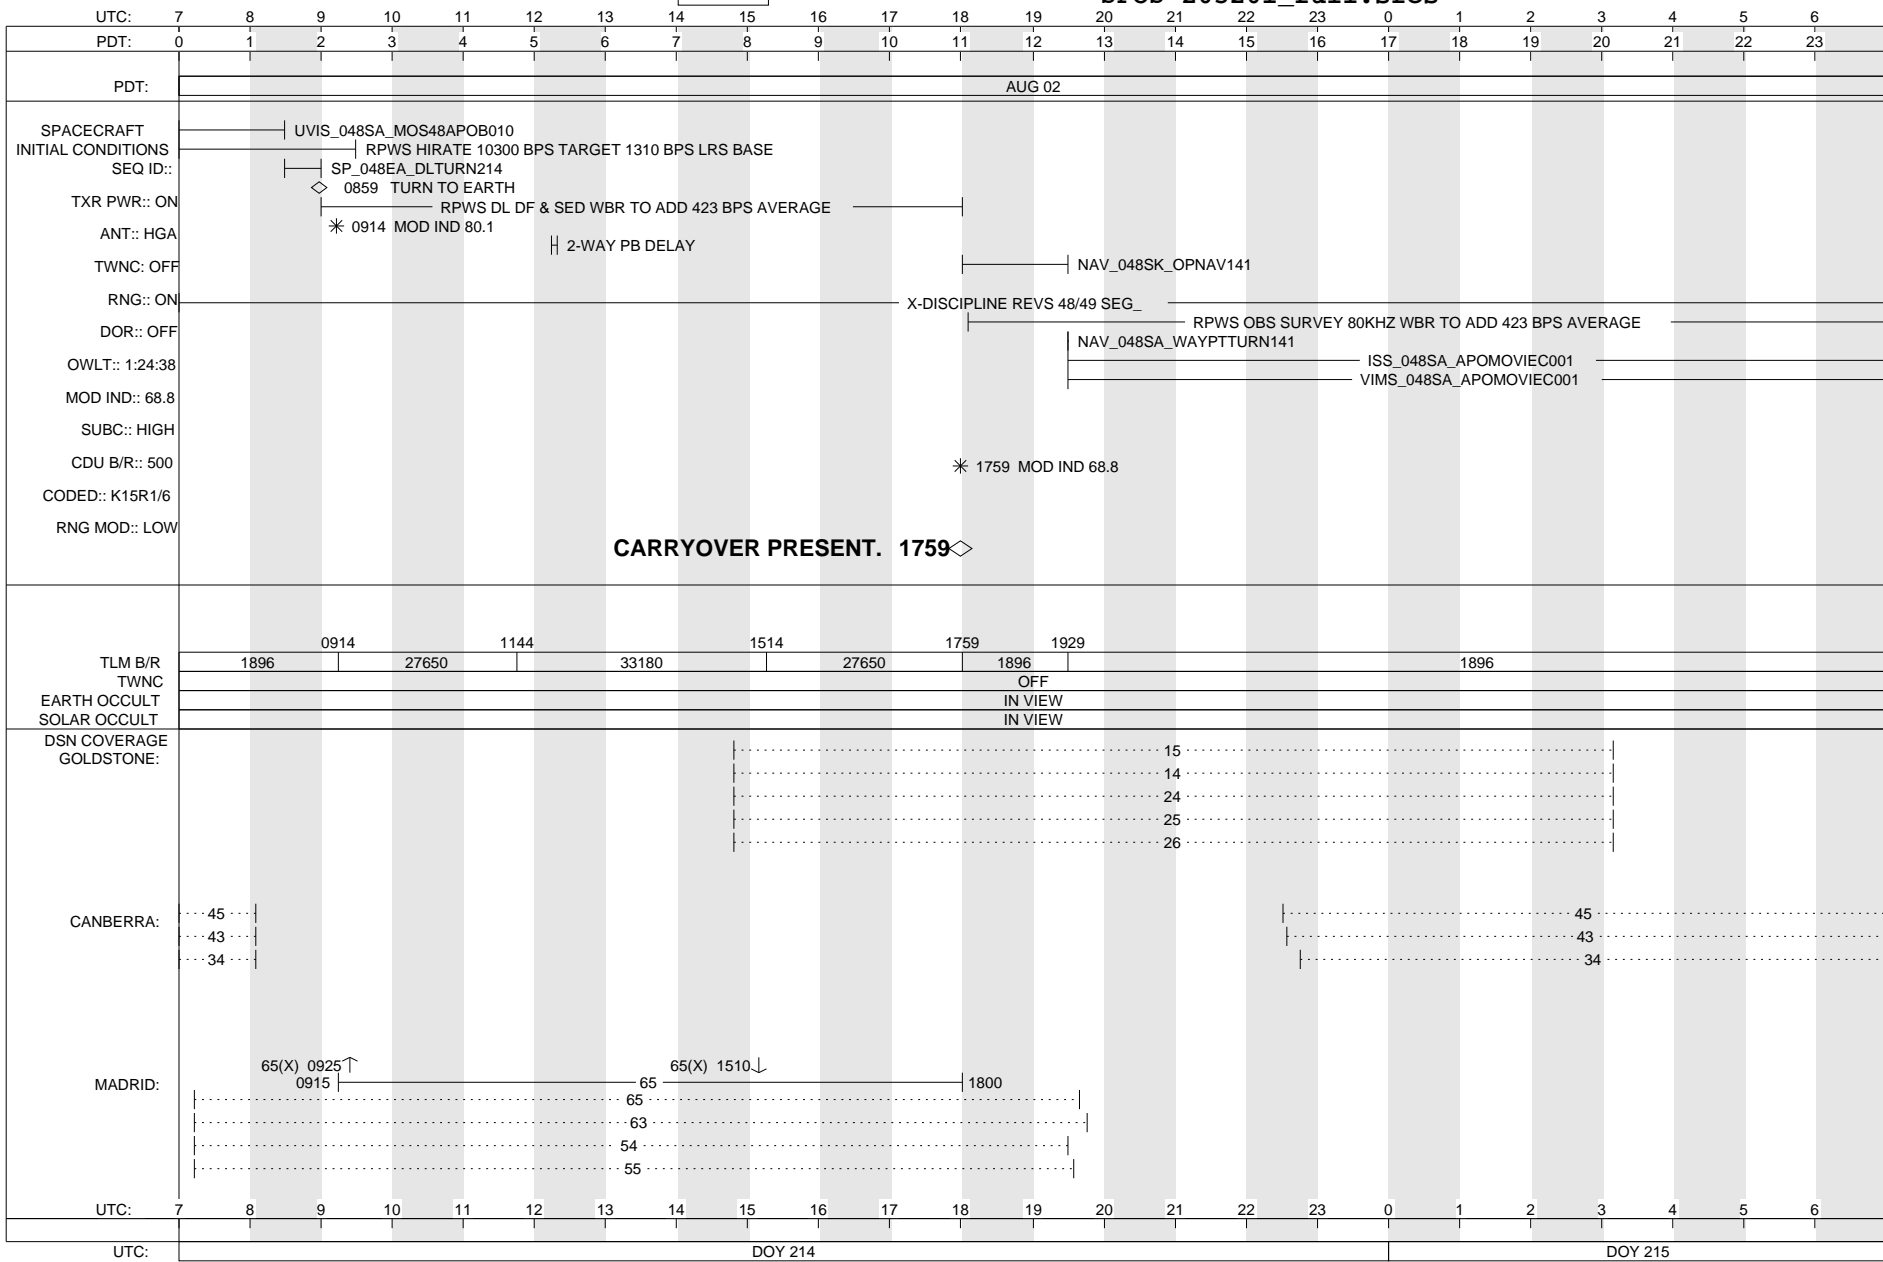 UTC: 7 8 9 10 11 12 13 14 15 16 17 18 19 20 21 22 23 0 1 2 3 4 5 6
PDT: 0 1 2 3 4 5 6 7 8 9 10 11 12 13 14 15 16 17 18 19 20 21 22 23
PDT: AUG 02
SPACECRAFT
INITIAL CONDITIONS
SEQ ID::
TXR PWR:: ON
ANT:: HGA
TWNC: OFF
RNG:: ON
DOR:: OFF
OWLT:: 1:24:38
MOD IND:: 68.8
SUBC:: HIGH
CDU B/R:: 500
CODED:: K15R1/6
RNG MOD:: LOW
UVIS_048SA_MOS48APOB010
RPWS HIRATE 10300 BPS TARGET 1310 BPS LRS BASE
SP_048EA_DLTURN214
0859 TURN TO EARTH
RPWS DL DF & SED WBR TO ADD 423 BPS AVERAGE
0914 MOD IND 80.1
2-WAY PB DELAY
NAV_048SK_OPNAV141
X-DISCIPLINE REVS 48/49 SEG_
RPWS OBS SURVEY 80KHZ WBR TO ADD 423 BPS AVERAGE
NAV_048SA_WAYPTTURN141
ISS_048SA_APOMOVIEC001
VIMS_048SA_APOMOVIEC001
1759 MOD IND 68.8
CARRYOVER PRESENT. 1759
0914 1144 1514 1759 1929
TLM B/R 1896 27650 33180 27650 1896 1896
TWNC OFF
EARTH OCCULT IN VIEW
SOLAR OCCULT IN VIEW
DSN COVERAGE
GOLDSTONE:
15
14
24
25
26
CANBERRA:
45 45
43 43
34 34
MADRID:
65(X) 0925 65(X) 1510
0915 65 1800
65
63
54
55
UTC: 7 8 9 10 11 12 13 14 15 16 17 18 19 20 21 22 23 0 1 2 3 4 5 6
UTC: DOY 214 DOY 215